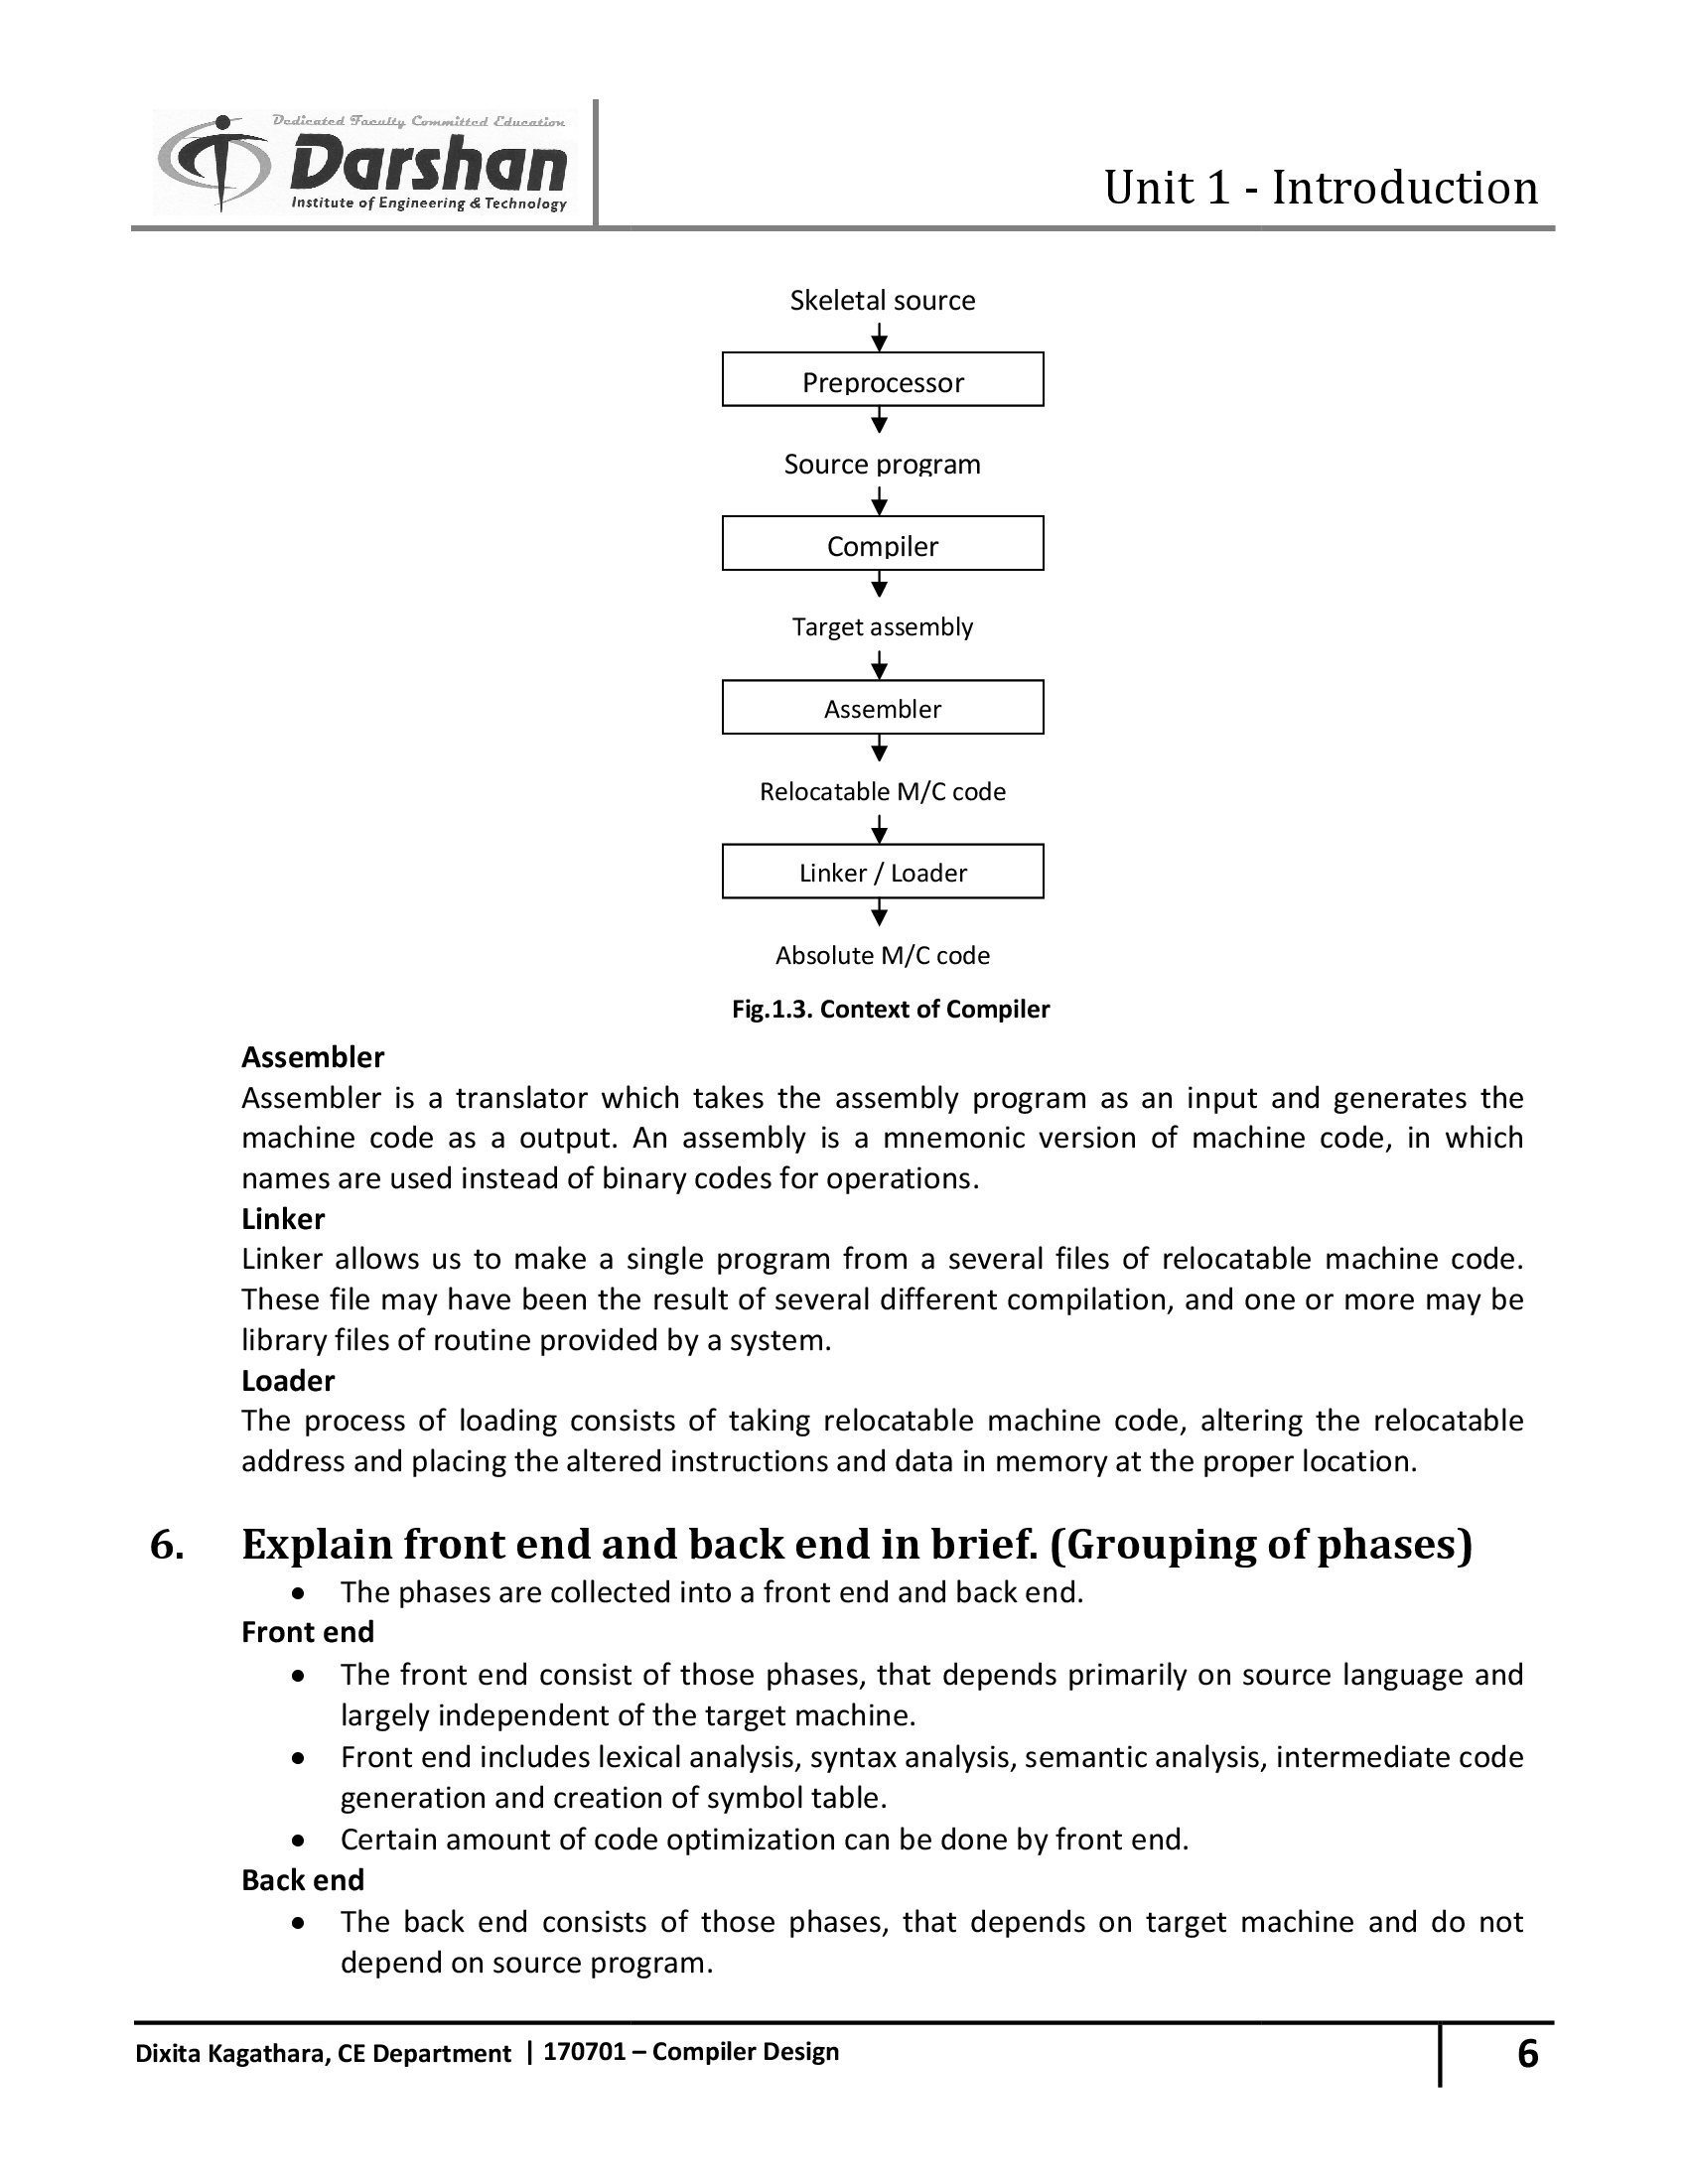 Dedicated Faculty Committed Education
Darshan
Institute of Engineering & Technology
Unit 1 - Introduction
Skeletal source
Preprocessor
Source program
Compiler
Target assembly
Assembler
Relocatable M/C code
Linker / Loader
Absolute M/C code
Fig.1.3. Context of Compiler
Assembler
Assembler is a translator which takes the assembly program as an input and generates the
machine code as a output. An assembly is a mnemonic version of machine code, in which
names are used instead of binary codes for operations.
Linker
Linker allows us to make a single program from a several files of relocatable machine code.
These file may have been the result of several different compilation, and one or more may be
library files of routine provided by a system.
Loader
The process of loading consists of taking relocatable machine code, altering the relocatable
address and placing the altered instructions and data in memory at the proper location.
6. Explain front end and back end in brief. (Grouping of phases)
• The phases are collected into a front end and back end.
Front end
• The front end consist of those phases, that depends primarily on source language and
largely independent of the target machine.
• Front end includes lexical analysis, syntax analysis, semantic analysis, intermediate code
generation and creation of symbol table.
• Certain amount of code optimization can be done by front end.
Back end
• The back end consists of those phases, that depends on target machine and do not
depend on source program.
Dixita Kagathara, CE Department | 170701 – Compiler Design
6